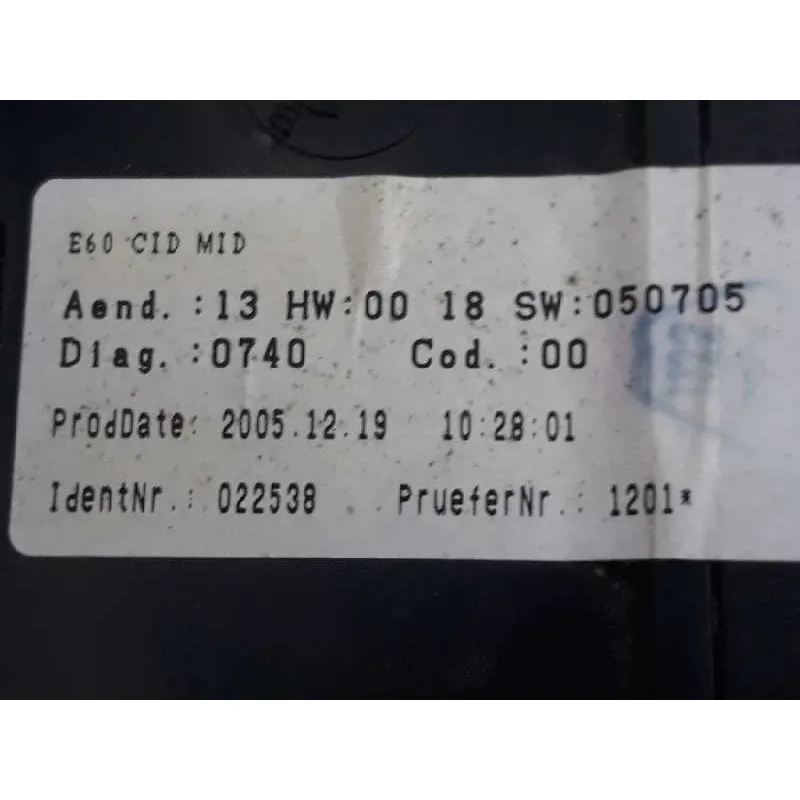 E60 CID MID
Aend.:13 HW:00 18 SW:050705
Diag.:0740 Cod.:00
ProdDate: 2005.12.19 10:28:01
IdentNr.: 022538 PrueferNr.: 1201*